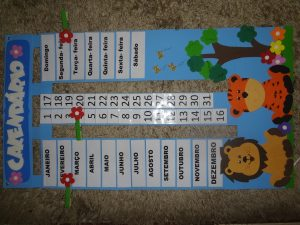 CALENDÁRIO
Domingo
Segunda-feira
Terça-feira
Quarta-feira
Quinta-feira
Sexta-feira
Sábado
1 2 3 4 5 6 7 8 9 10 11 12 13 14 15 16
17 18 19 20 21 22 23 24 25 26 27 28 29 30 31
JANEIRO
FEVEREIRO
MARÇO
ABRIL
MAIO
JUNHO
JULHO
AGOSTO
SETEMBRO
OUTUBRO
NOVEMBRO
DEZEMBRO